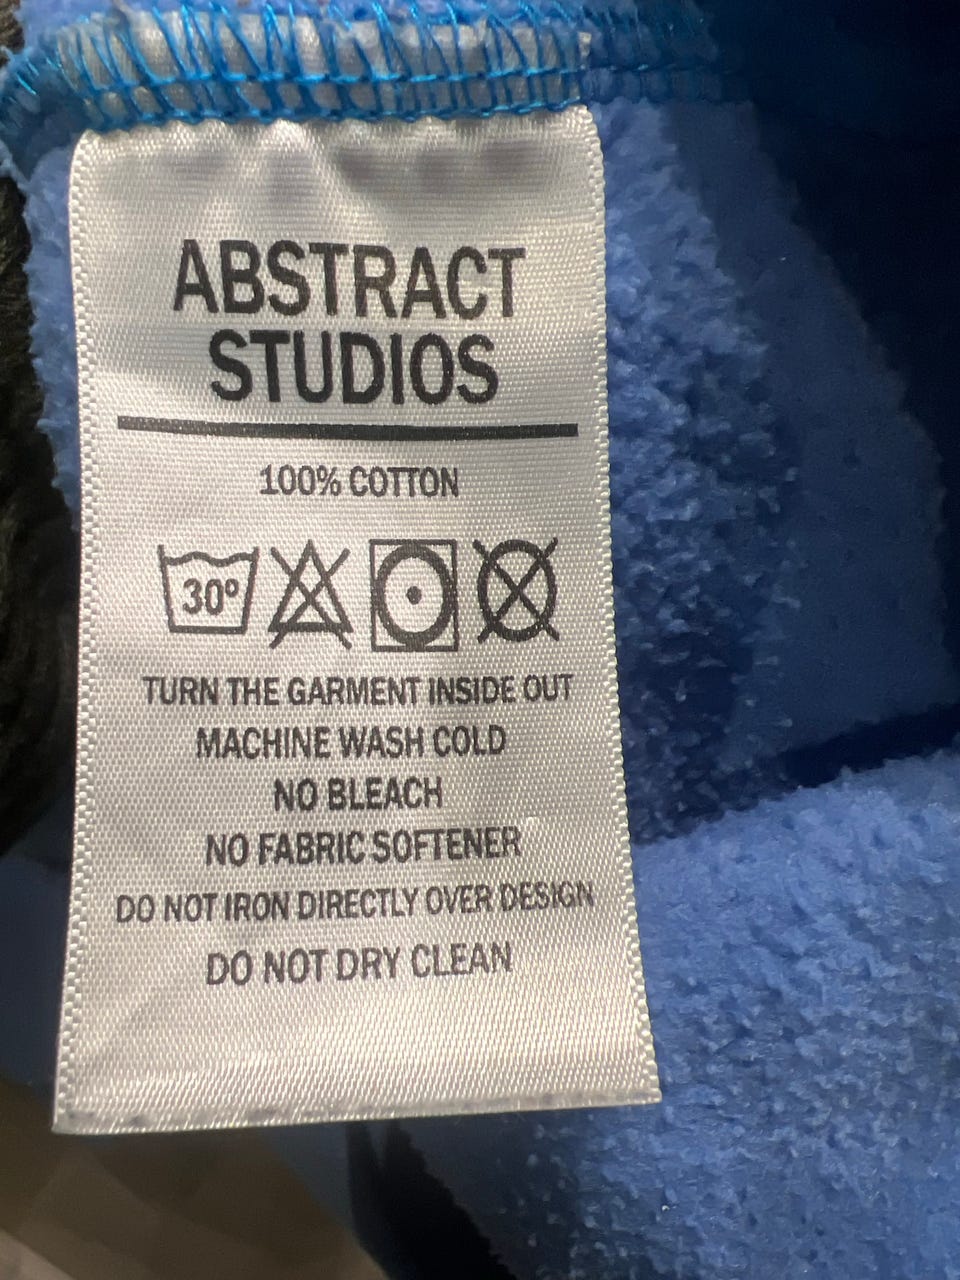 ABSTRACT
STUDIOS
100% COTTON
30°
TURN THE GARMENT INSIDE OUT
MACHINE WASH COLD
NO BLEACH
NO FABRIC SOFTENER
DO NOT IRON DIRECTLY OVER DESIGN
DO NOT DRY CLEAN